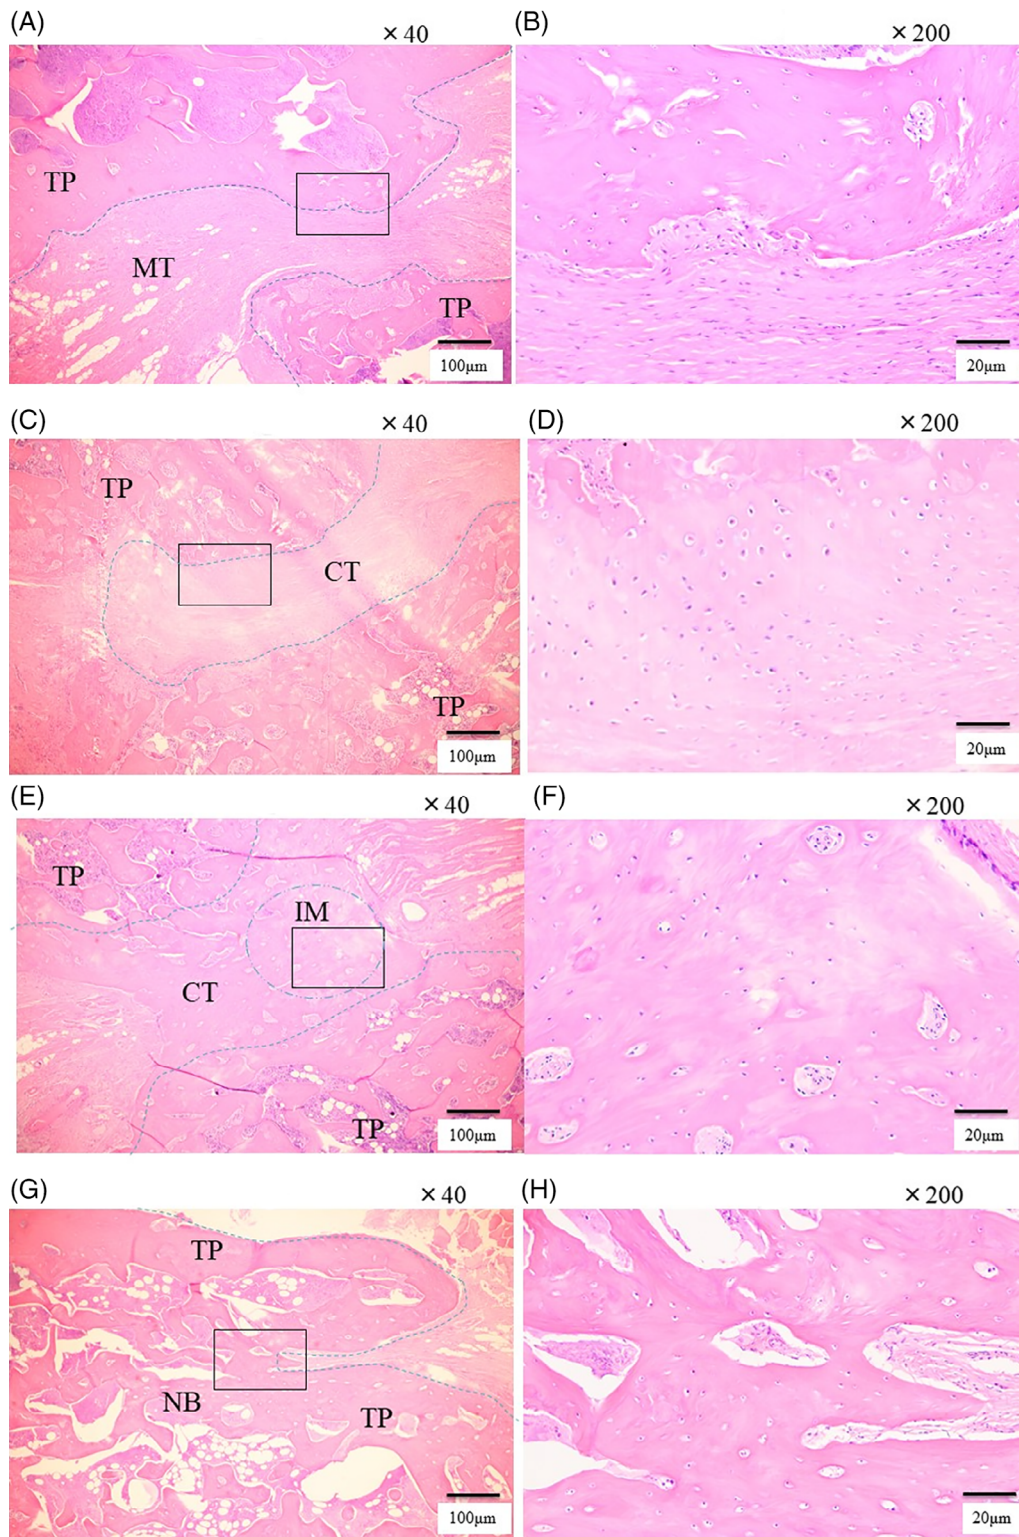 (A)
×40
(B)
×200
TP
MT
TP
100μm
20μm
(C)
×40
(D)
×200
TP
CT
TP
100μm
20μm
(E)
×40
(F)
×200
TP
IM
CT
TP
100μm
20μm
(G)
×40
(H)
×200
TP
NB
TP
100μm
20μm